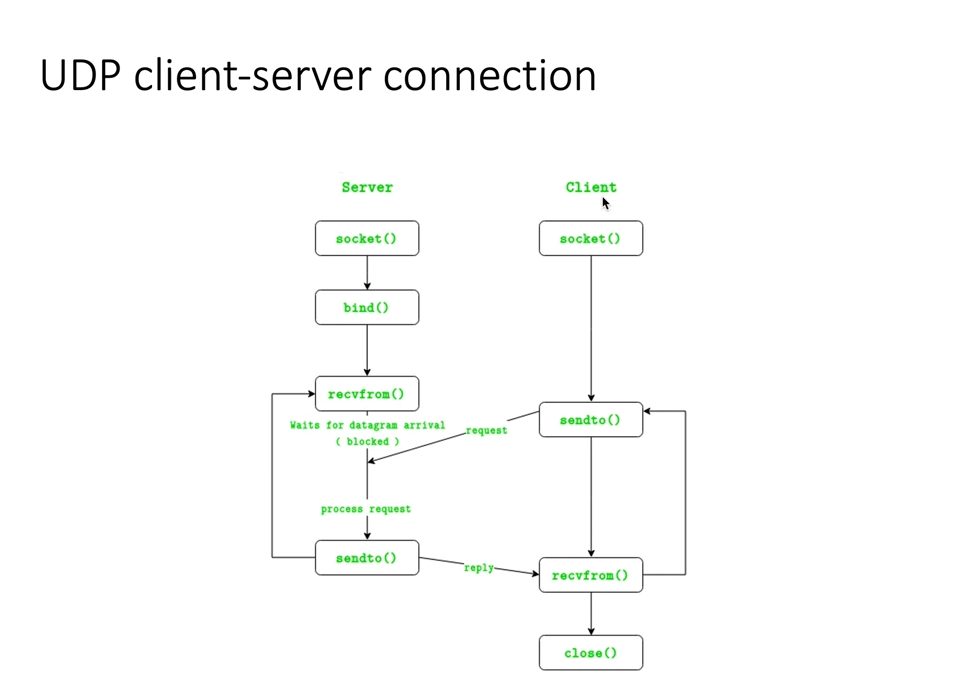 UDP client-server connection
Server
Client
socket()
socket()
bind()
recvfrom()
Waits for datagram arrival
( blocked )
sendto()
request
process request
sendto()
reply
recvfrom()
close()